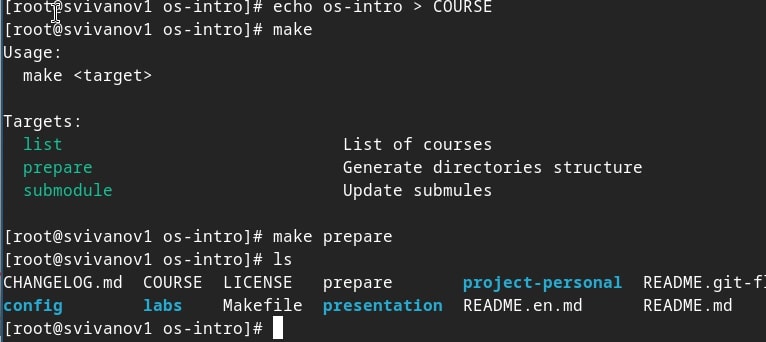 [root@svivanov1 os-intro]# echo os-intro > COURSE
[root@svivanov1 os-intro]# make
Usage:
  make <target>

Targets:
  list                            List of courses
  prepare                         Generate directories structure
  submodule                       Update submules

[root@svivanov1 os-intro]# make prepare
[root@svivanov1 os-intro]# ls
CHANGELOG.md  COURSE  LICENSE   prepare       project-personal  README.git-fl
config        labs    Makefile  presentation  README.en.md      README.md
[root@svivanov1 os-intro]#